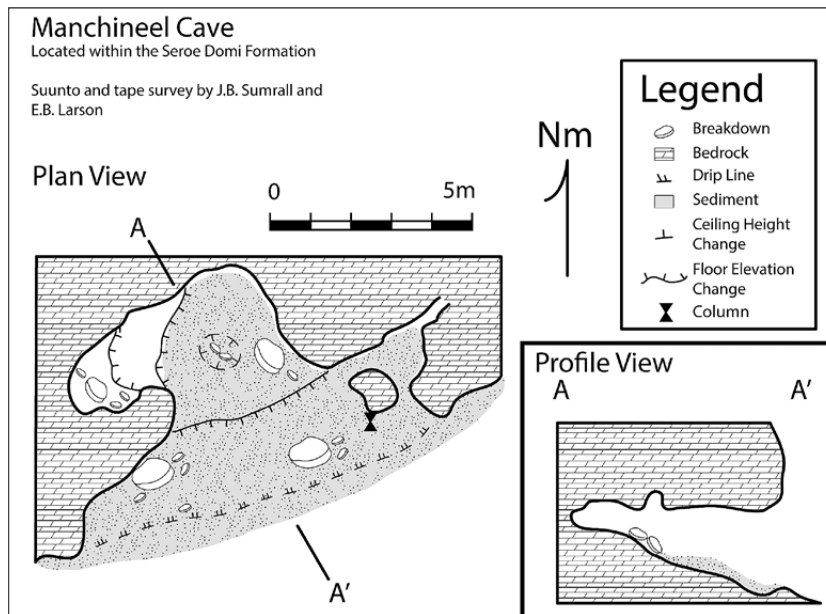 Manchineel Cave
Located within the Seroe Domi Formation
Suunto and tape survey by J.B. Sumrall and
E.B. Larson
Plan View
0 5m
Nm
A
A'
Legend
Breakdown
Bedrock
Drip Line
Sediment
Ceiling Height
Change
Floor Elevation
Change
Column
Profile View
A A'